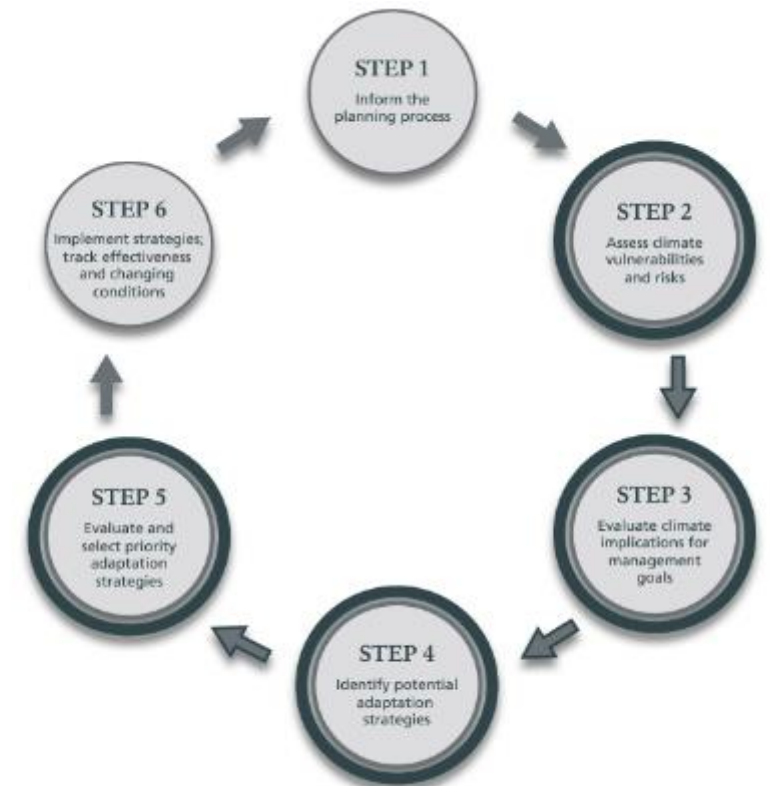 STEP 1
Inform the
planning process
STEP 2
Assess climate
vulnerabilities
and risks
STEP 3
Evaluate climate
implications for
management
goals
STEP 4
Identify potential
adaptation
strategies
STEP 5
Evaluate and
select priority
adaptation
strategies
STEP 6
Implement strategies;
track effectiveness
and changing
conditions